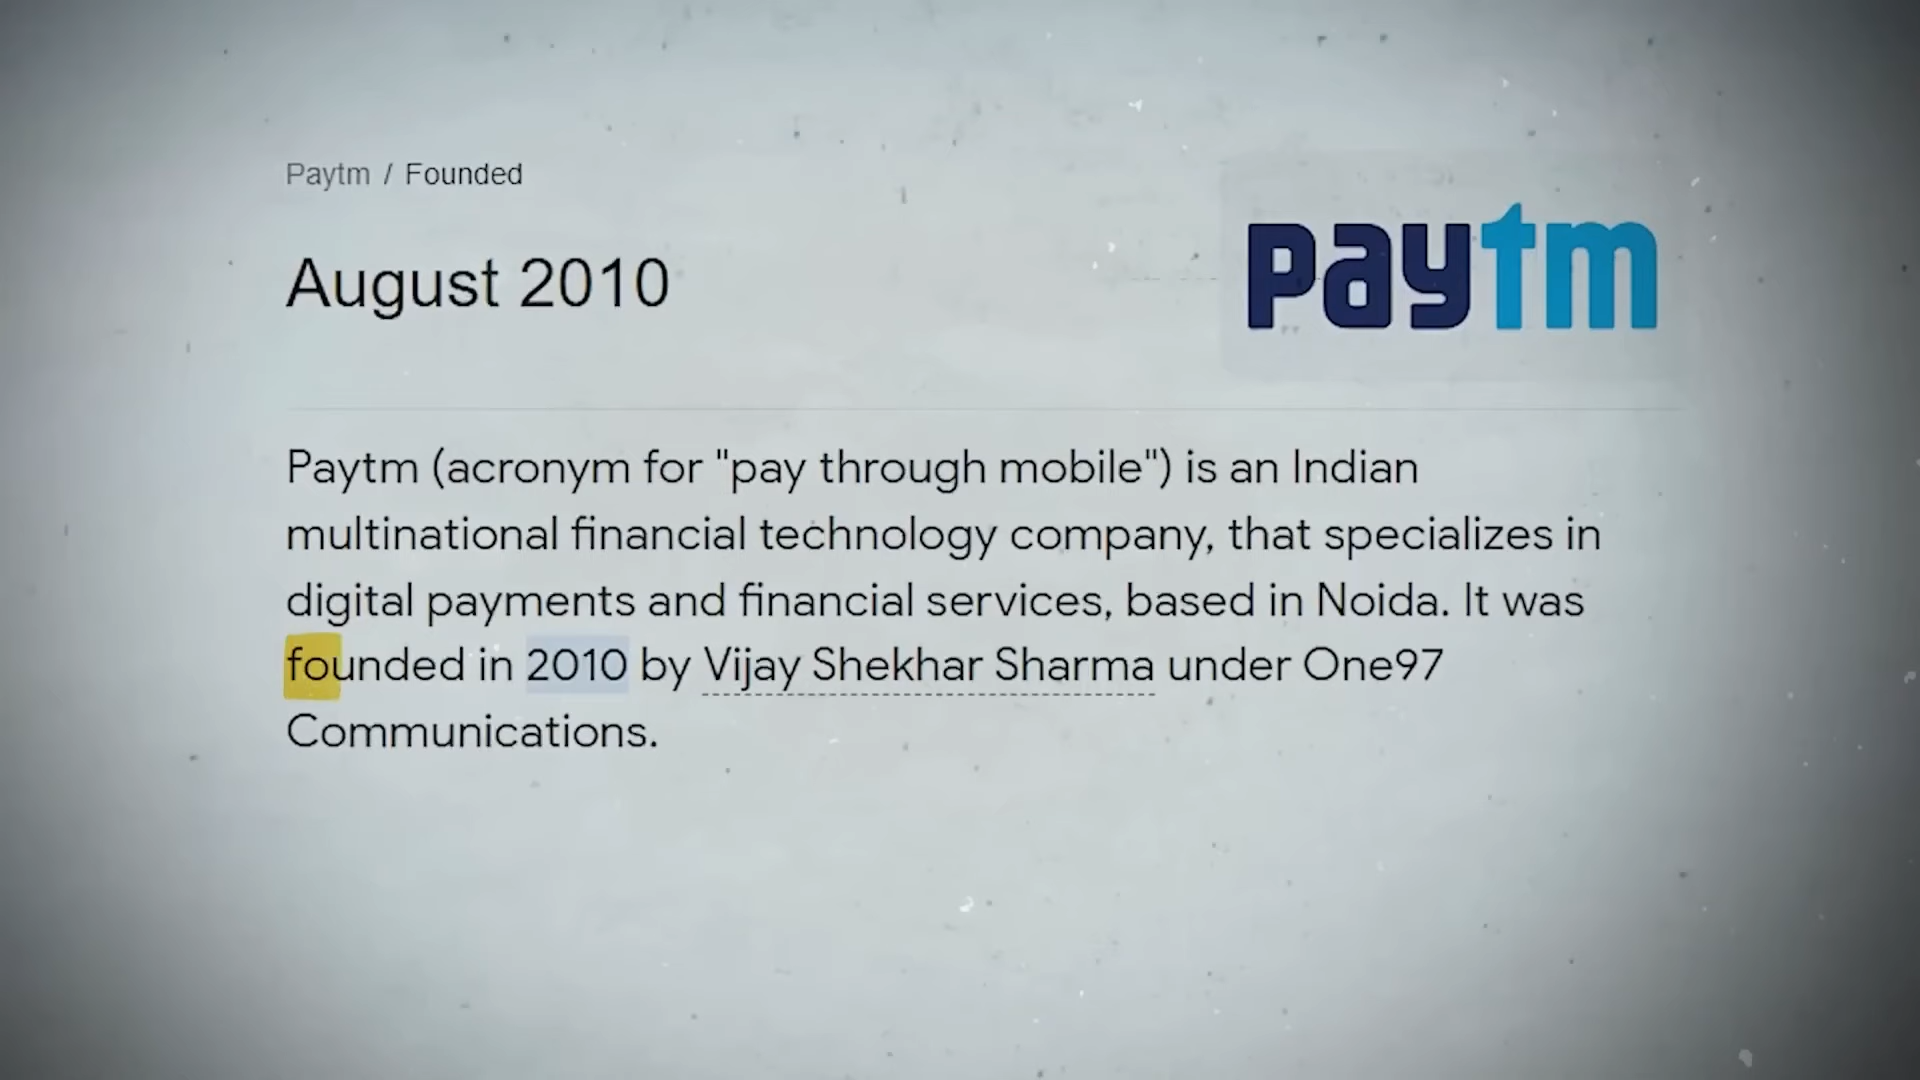 Paytm / Founded
August 2010
paytm
Paytm (acronym for "pay through mobile") is an Indian
multinational financial technology company, that specializes in
digital payments and financial services, based in Noida. It was
founded in 2010 by Vijay Shekhar Sharma under One97
Communications.